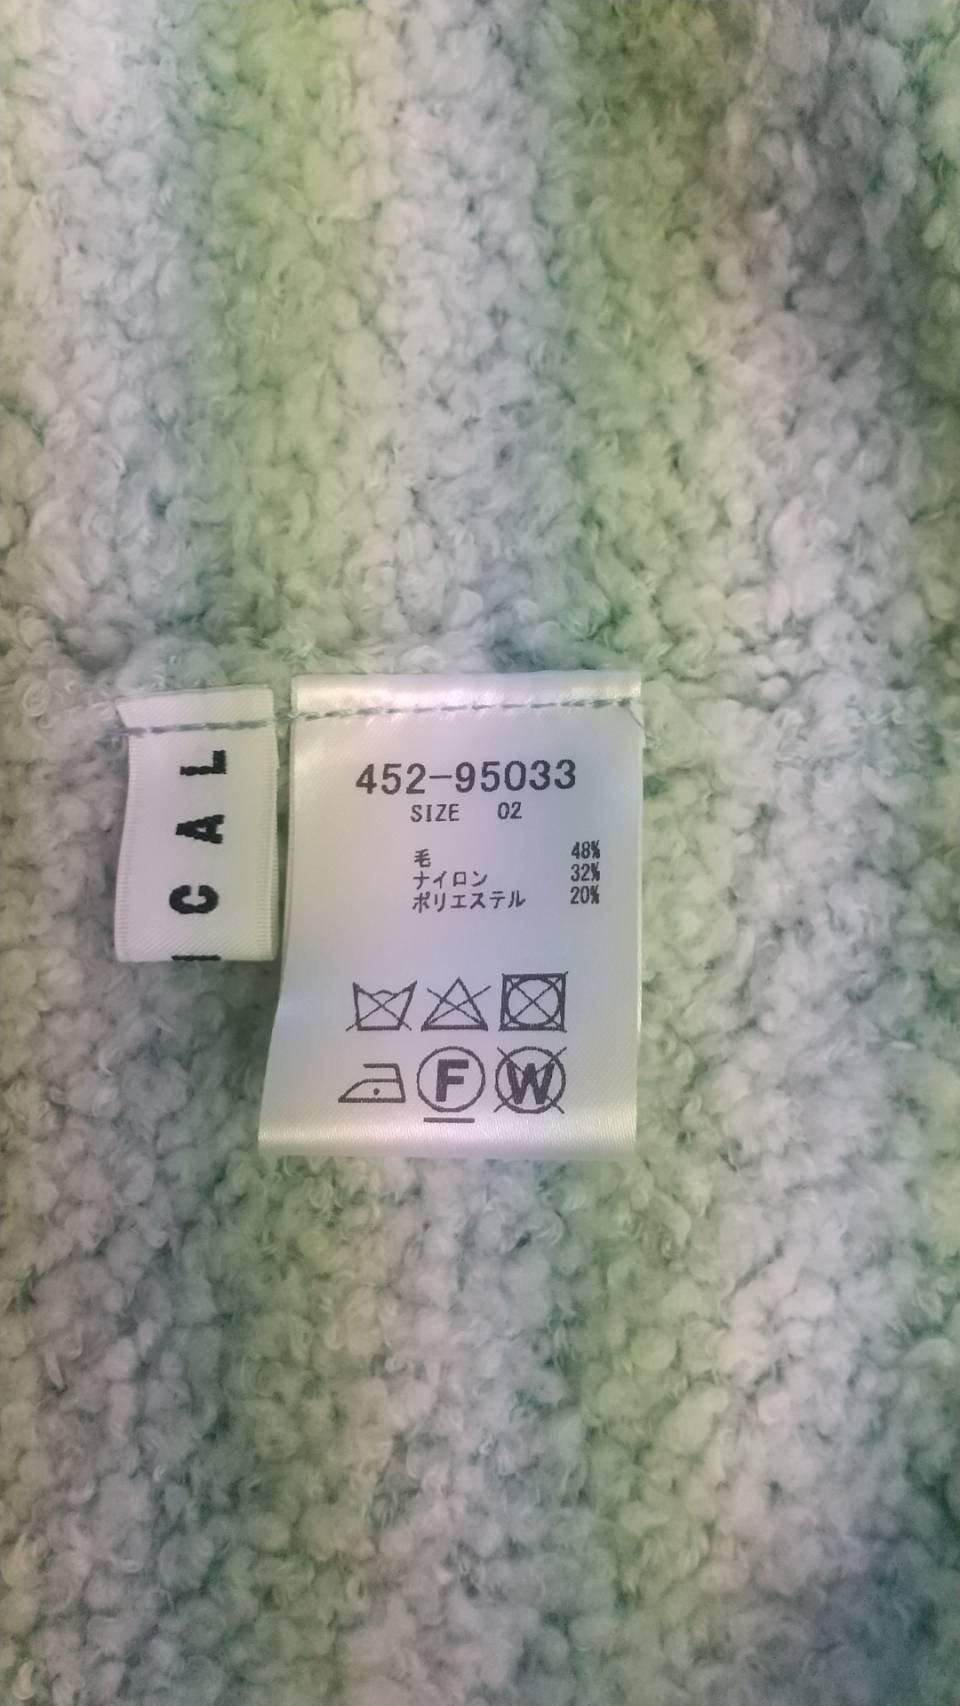 CAL
452-95033
SIZE 02
毛 48%
ナイロン 32%
ポリエステル 20%
F W